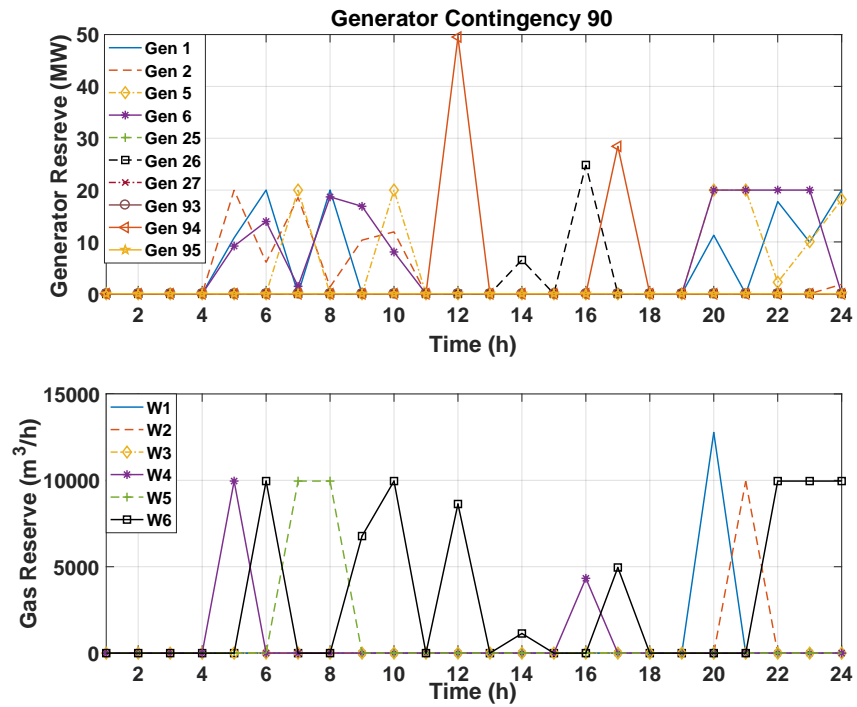 Generator Contingency 90
Generator Resreve (MW)
50
40
30
20
10
0
Gen 1
Gen 2
Gen 5
Gen 6
Gen 25
Gen 26
Gen 27
Gen 93
Gen 94
Gen 95
2 4 6 8 10 12 14 16 18 20 22 24
Time (h)
Gas Reserve (m³/h)
15000
10000
5000
0
W1
W2
W3
W4
W5
W6
2 4 6 8 10 12 14 16 18 20 22 24
Time (h)